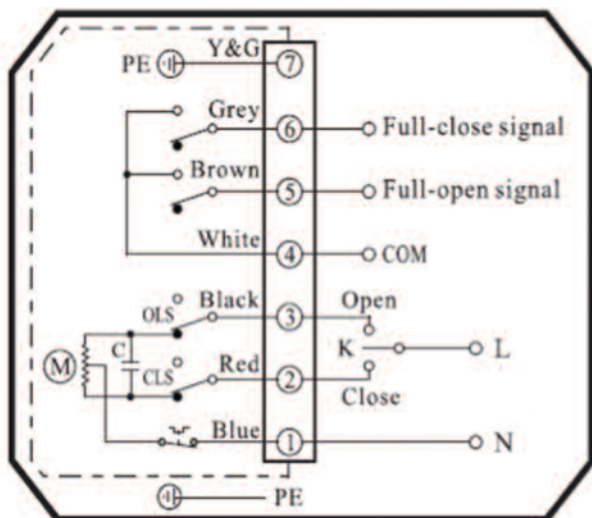 Y&G
PE 7
Grey 6 Full-close signal
Brown 5 Full-open signal
White 4 COM
OLS Black 3 Open
M C K L
CLS Red 2 Close
Blue 1 N
PE